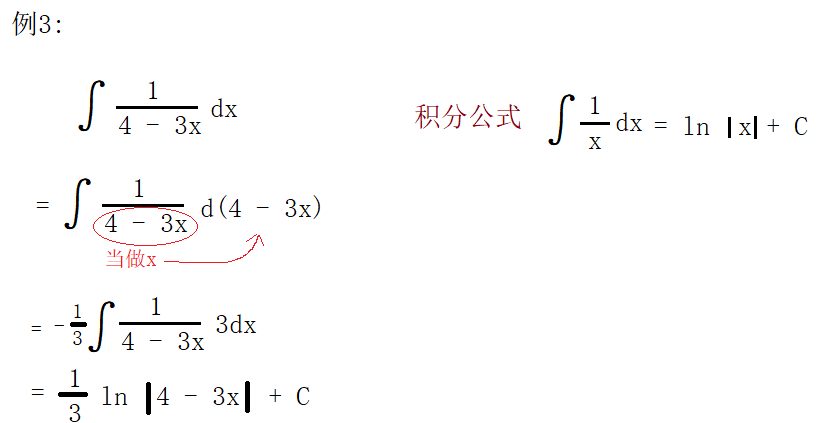 例3:
∫ 1/(4 - 3x) dx
积分公式 ∫ 1/x dx = ln |x| + C
= ∫ 1/(4 - 3x) d(4 - 3x)
当做x
= -1/3 ∫ 1/(4 - 3x) 3dx
= 1/3 ln |4 - 3x| + C